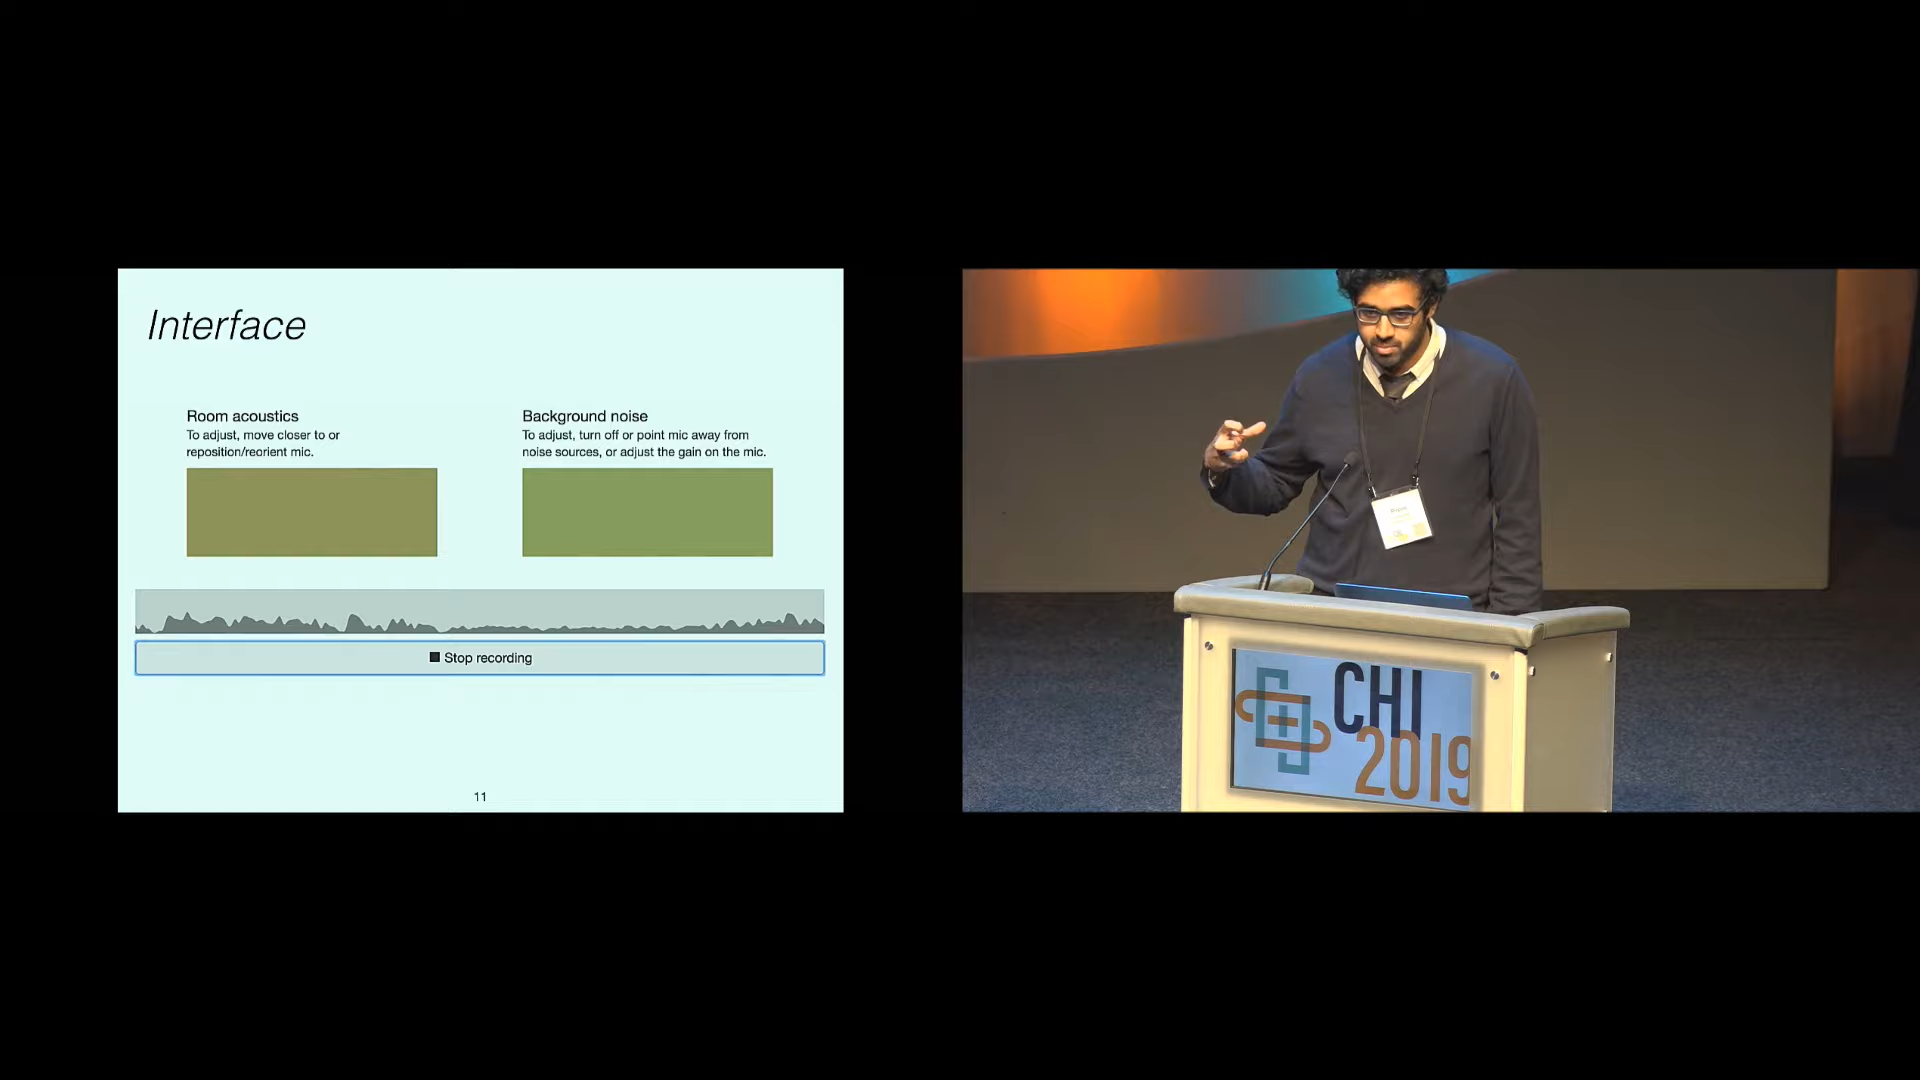 Interface
Room acoustics
To adjust, move closer to or
reposition/reorient mic.
Background noise
To adjust, turn off or point mic away from
noise sources, or adjust the gain on the mic.
Stop recording
11
CHI
2019